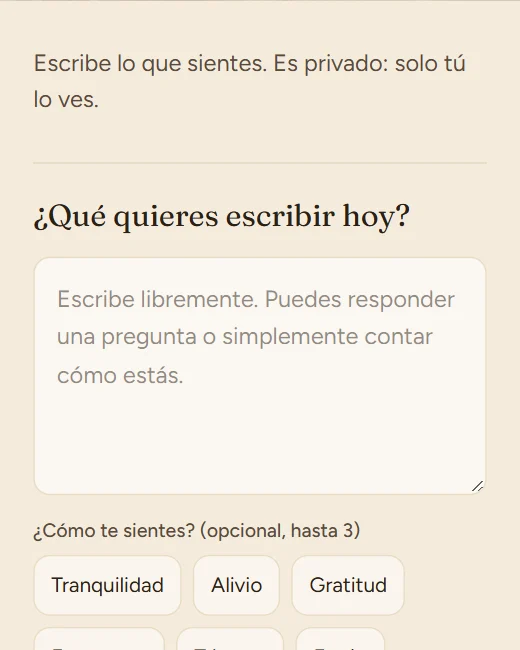 Escribe lo que sientes. Es privado: solo tú
lo ves.
¿Qué quieres escribir hoy?
Escribe libremente. Puedes responder
una pregunta o simplemente contar
cómo estás.
¿Cómo te sientes? (opcional, hasta 3)
Tranquilidad Alivio Gratitud